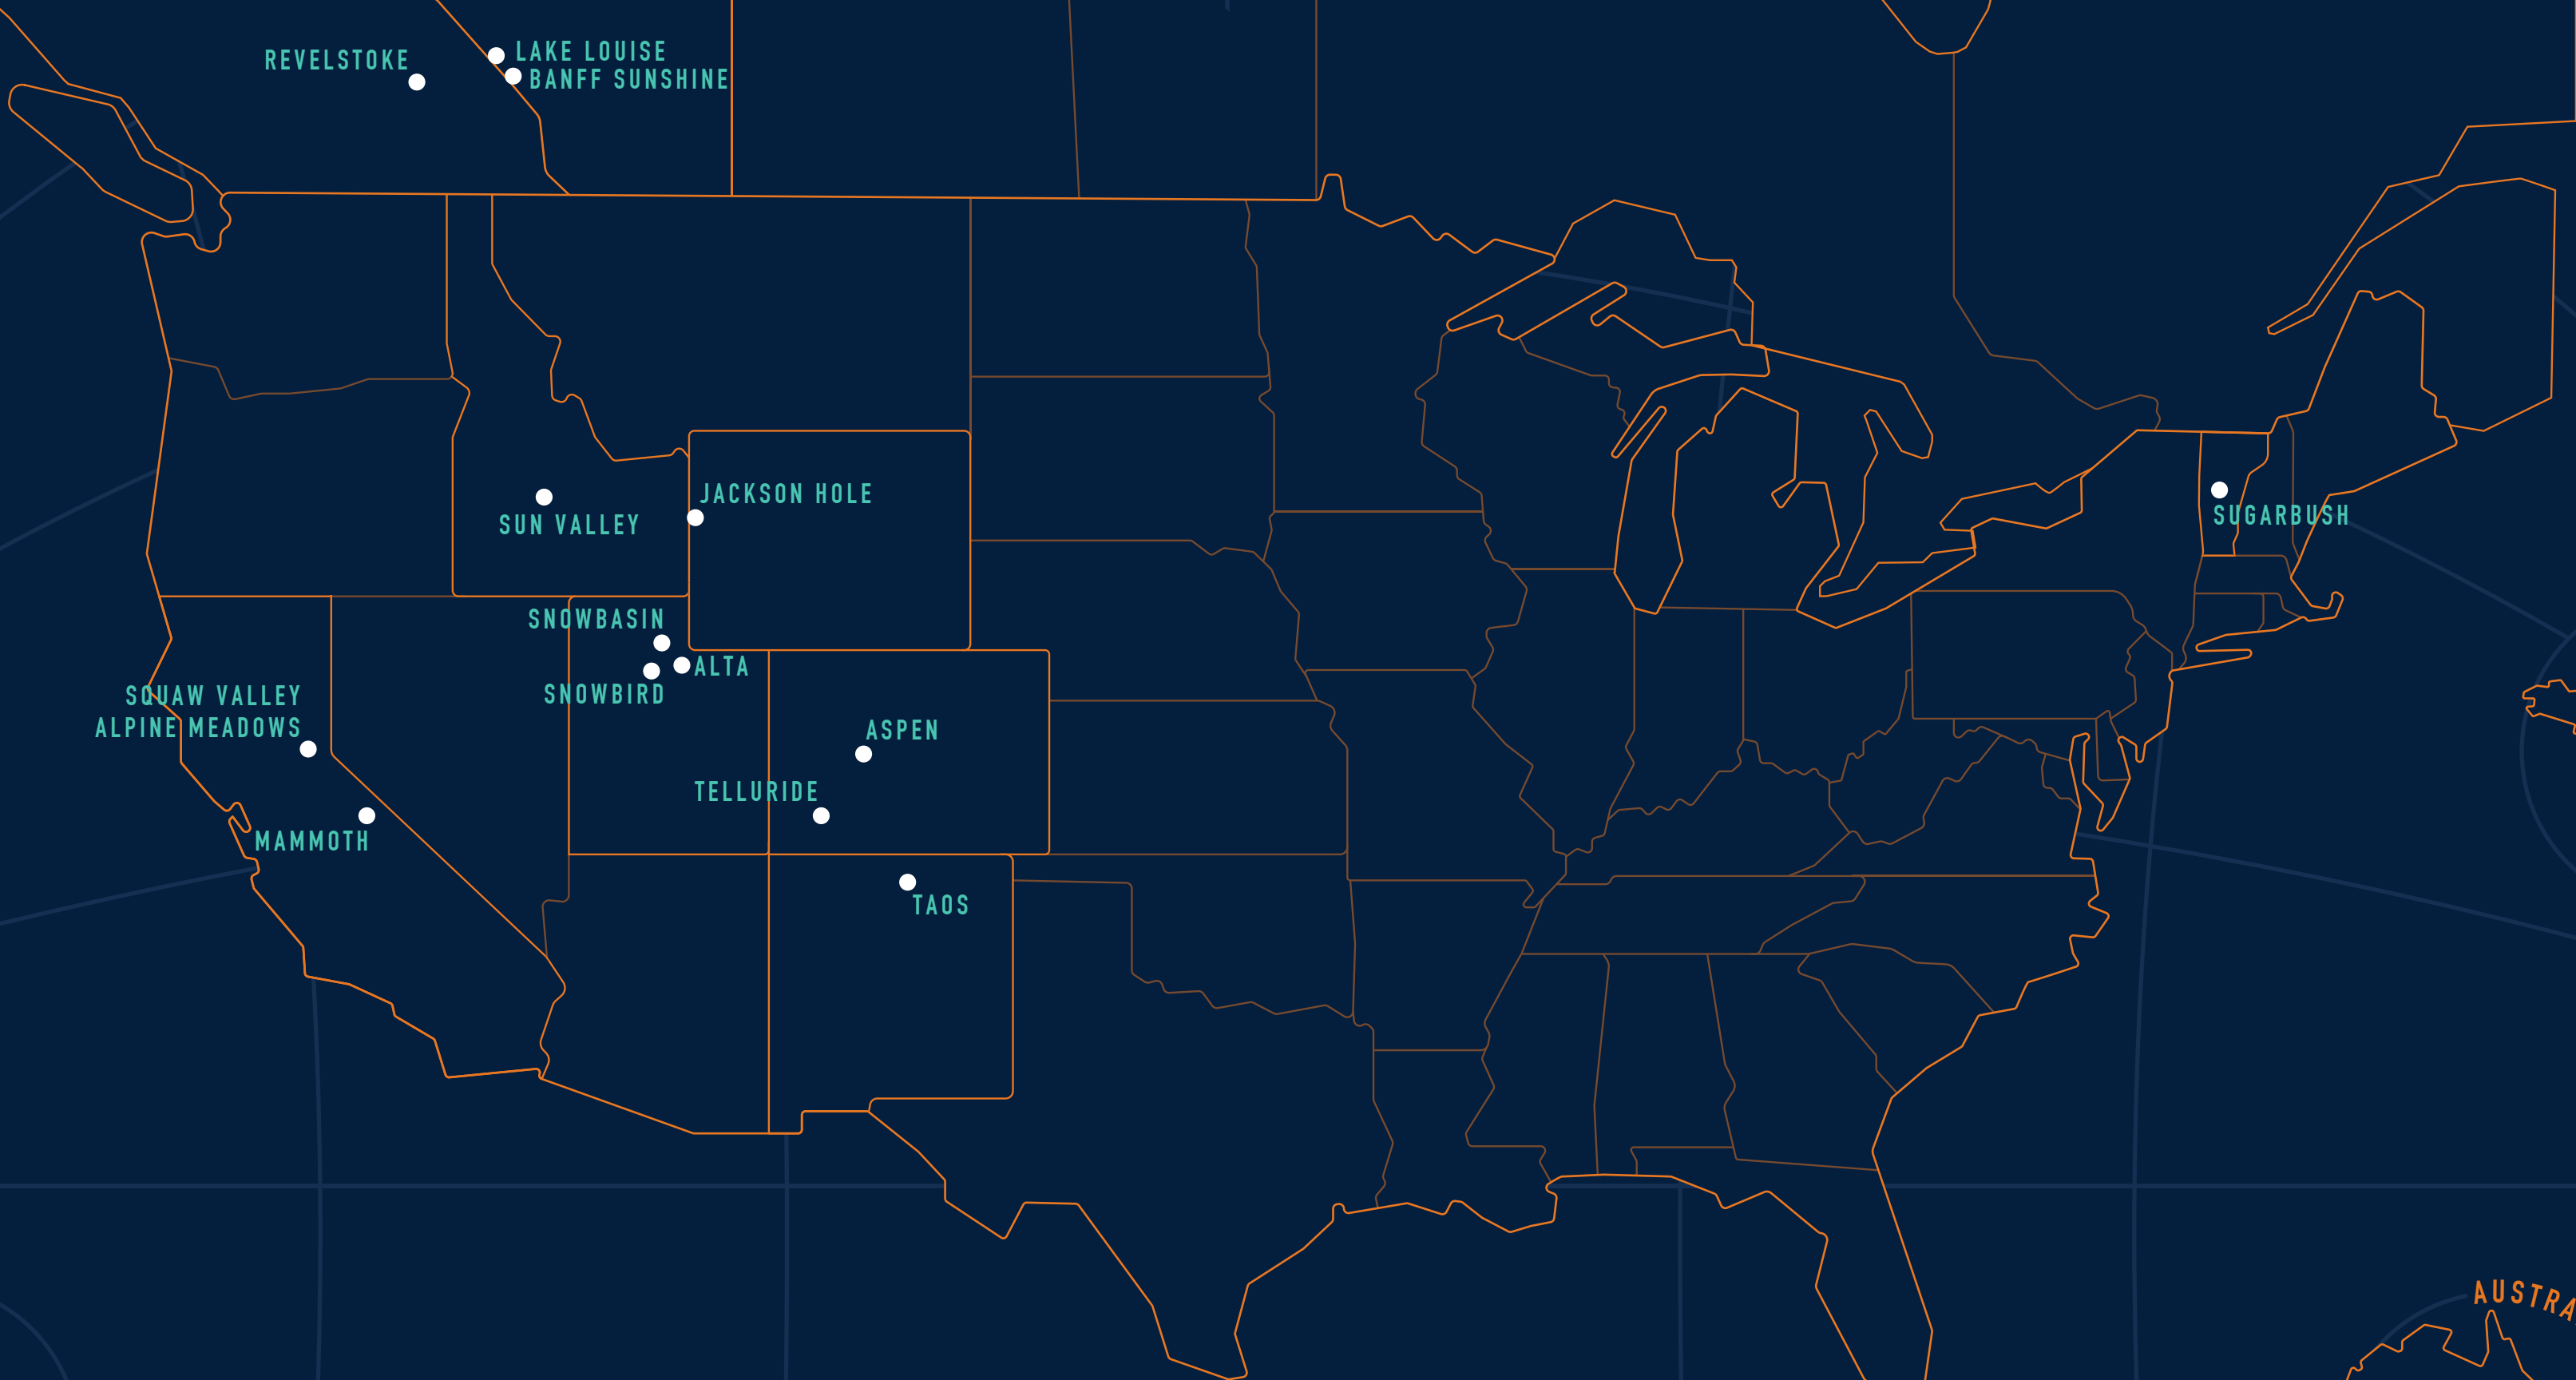 LAKE LOUISE
REVELSTOKE
BANFF SUNSHINE
JACKSON HOLE
SUN VALLEY
SUGARBUSH
SNOWBASIN
ALTA
SNOWBIRD
SQUAW VALLEY
ALPINE MEADOWS
ASPEN
TELLURIDE
MAMMOTH
TAOS
AUSTRA